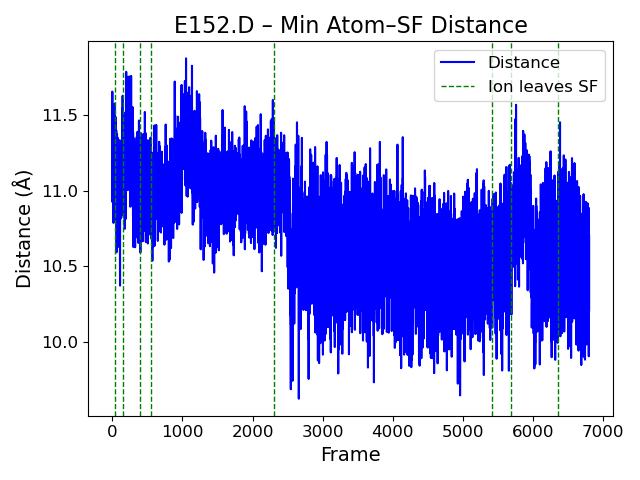 E152.D – Min Atom–SF Distance
Distance
Ion leaves SF
Distance (Å)
11.5
11.0
10.5
10.0
0 1000 2000 3000 4000 5000 6000 7000
Frame